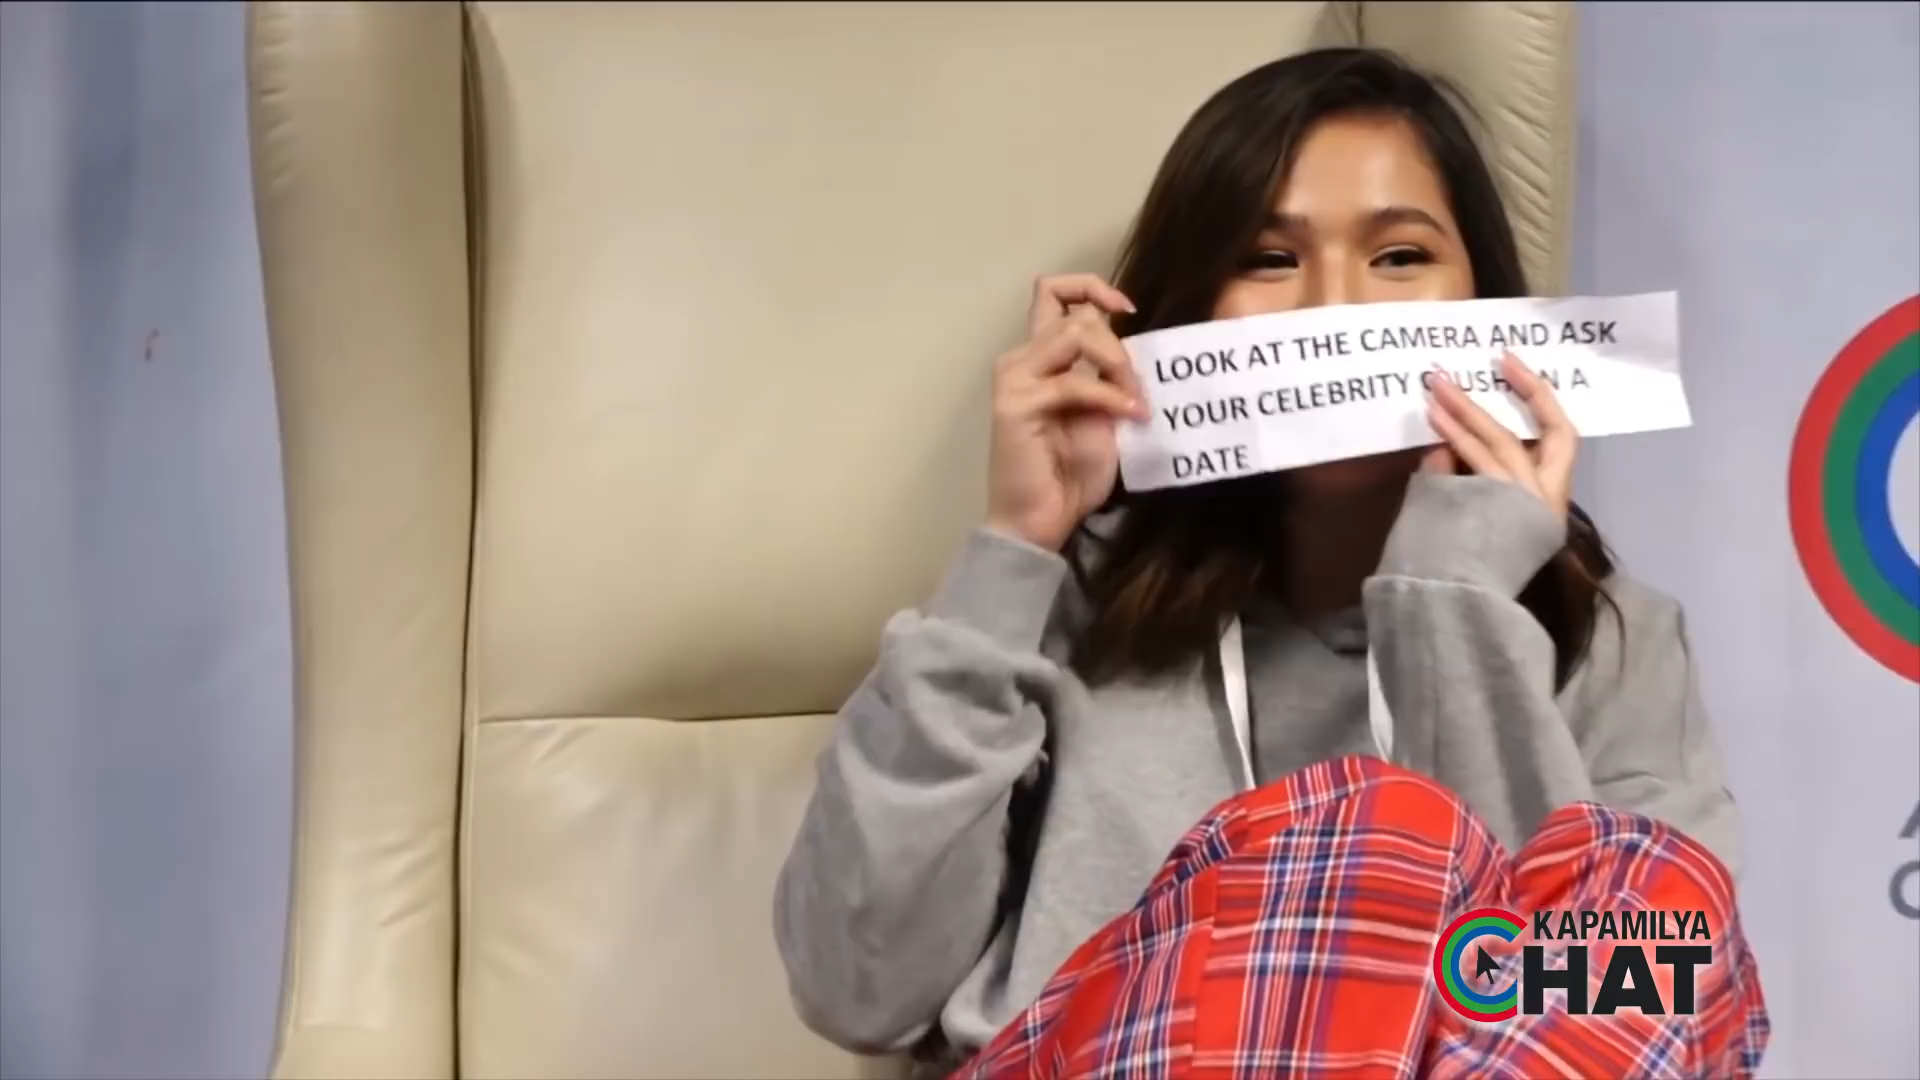 LOOK AT THE CAMERA AND ASK
YOUR CELEBRITY A
DATE
KAPAMILYA
CHAT